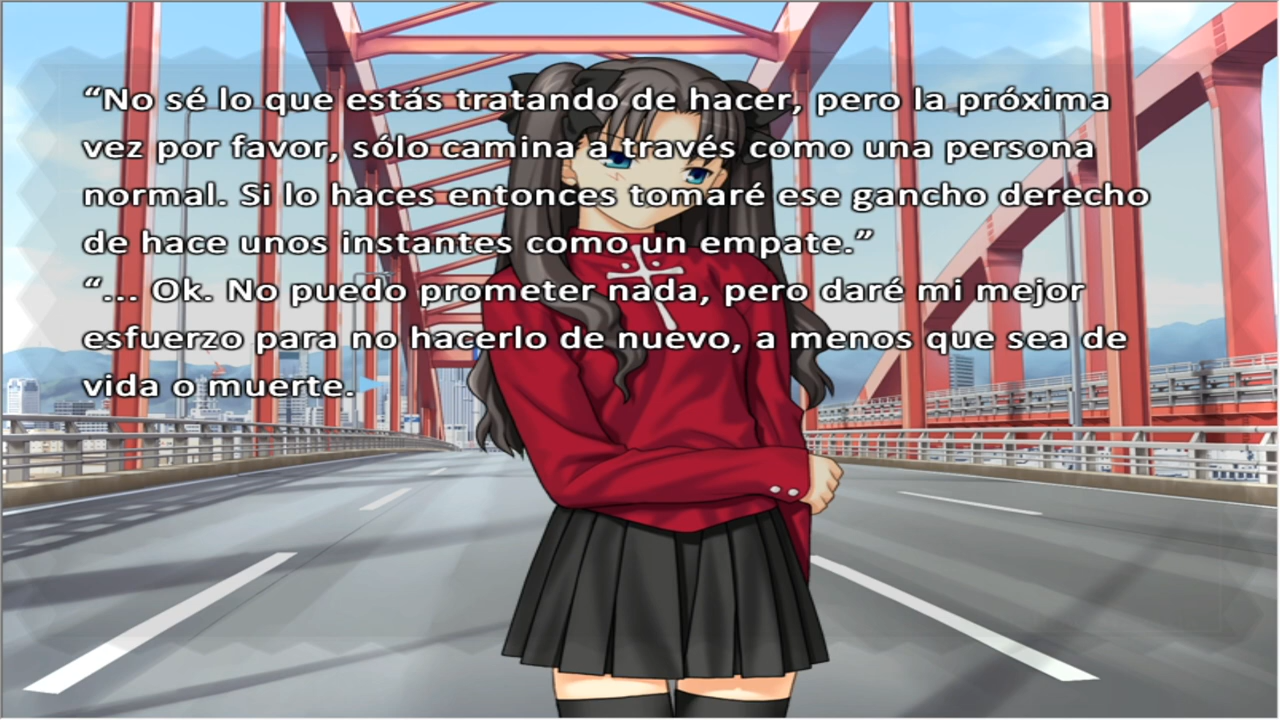 “No sé lo que estás tratando de hacer, pero la próxima
vez por favor, sólo camina a través como una persona
normal. Si lo haces entonces tomaré ese gancho derecho
de hace unos instantes como un empate.”
“... Ok. No puedo prometer nada, pero daré mi mejor
esfuerzo para no hacerlo de nuevo, a menos que sea de
vida o muerte.